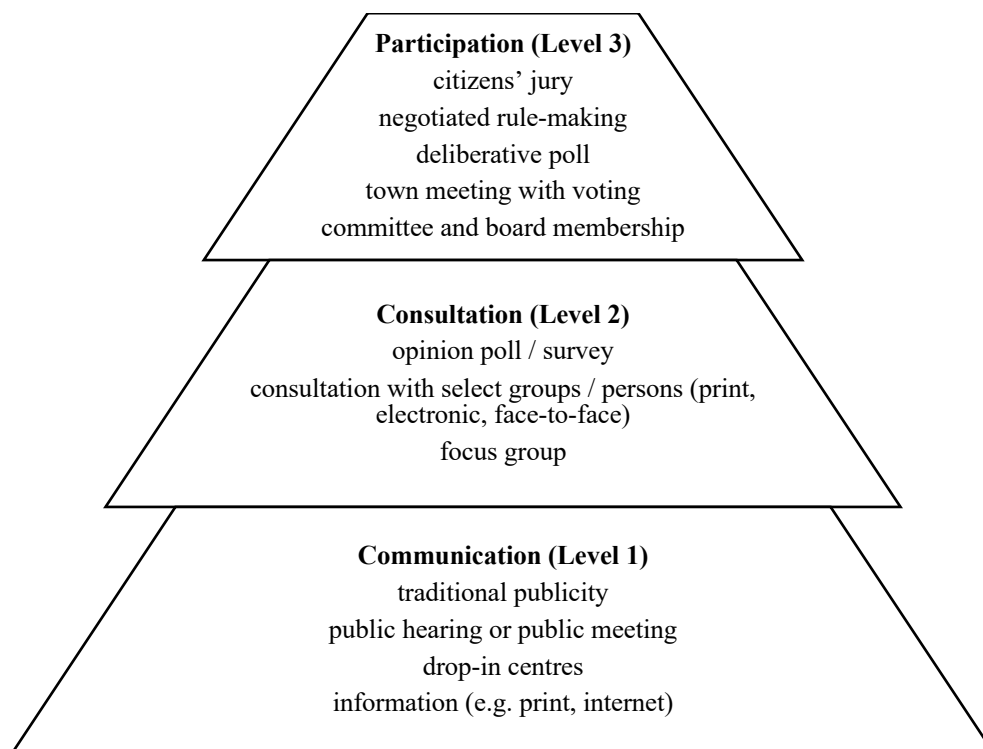 Participation (Level 3)
citizens’ jury
negotiated rule-making
deliberative poll
town meeting with voting
committee and board membership
Consultation (Level 2)
opinion poll / survey
consultation with select groups / persons (print,
electronic, face-to-face)
focus group
Communication (Level 1)
traditional publicity
public hearing or public meeting
drop-in centres
information (e.g. print, internet)